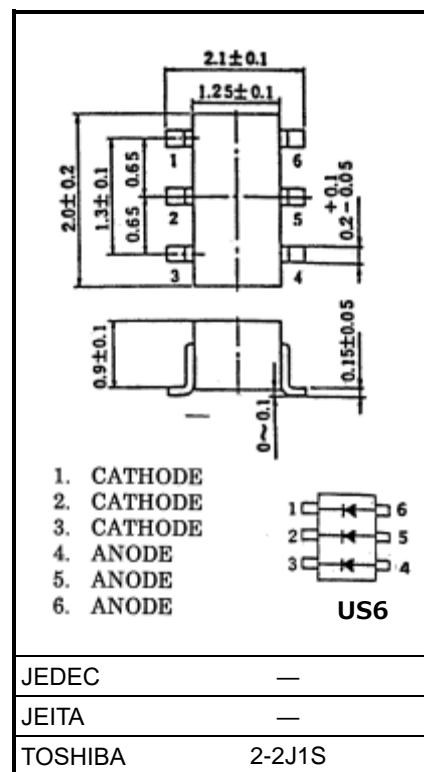 2.1±0.1
1.25±0.1
2.0±0.2
1.3±0.1
0.65
0.65
1
2
3
6
5
4
+0.1
0.2-0.05
0.9±0.1
0~0.1
0.15±0.05
1. CATHODE
2. CATHODE
3. CATHODE
4. ANODE
5. ANODE
6. ANODE
1 6
2 5
3 4
US6
JEDEC —
JEITA —
TOSHIBA 2-2J1S